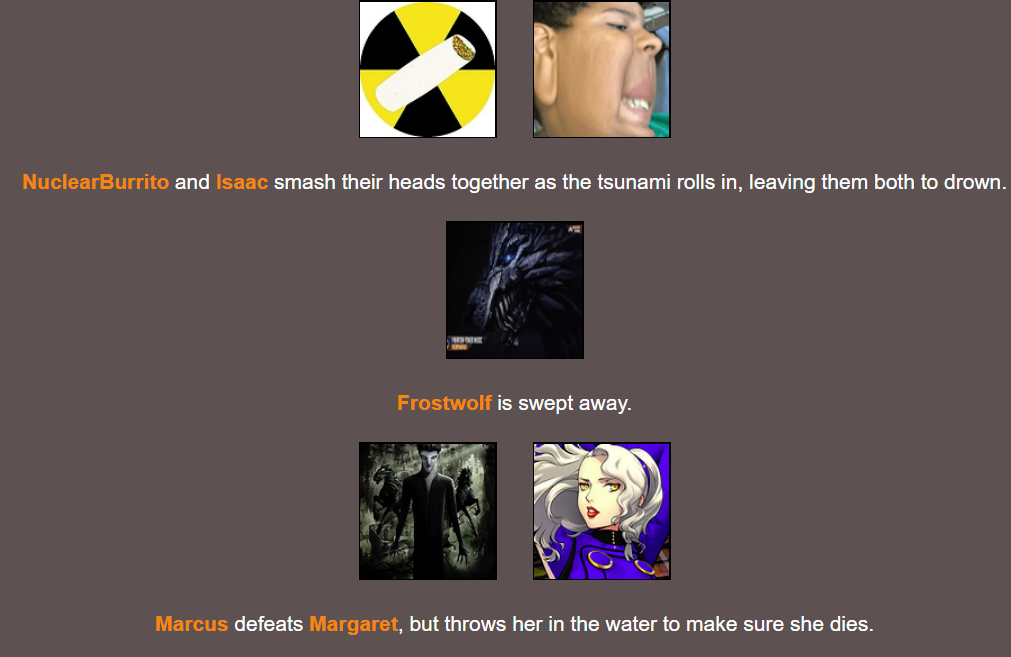 NuclearBurrito and Isaac smash their heads together as the tsunami rolls in, leaving them both to drown.
Frostwolf is swept away.
Marcus defeats Margaret, but throws her in the water to make sure she dies.